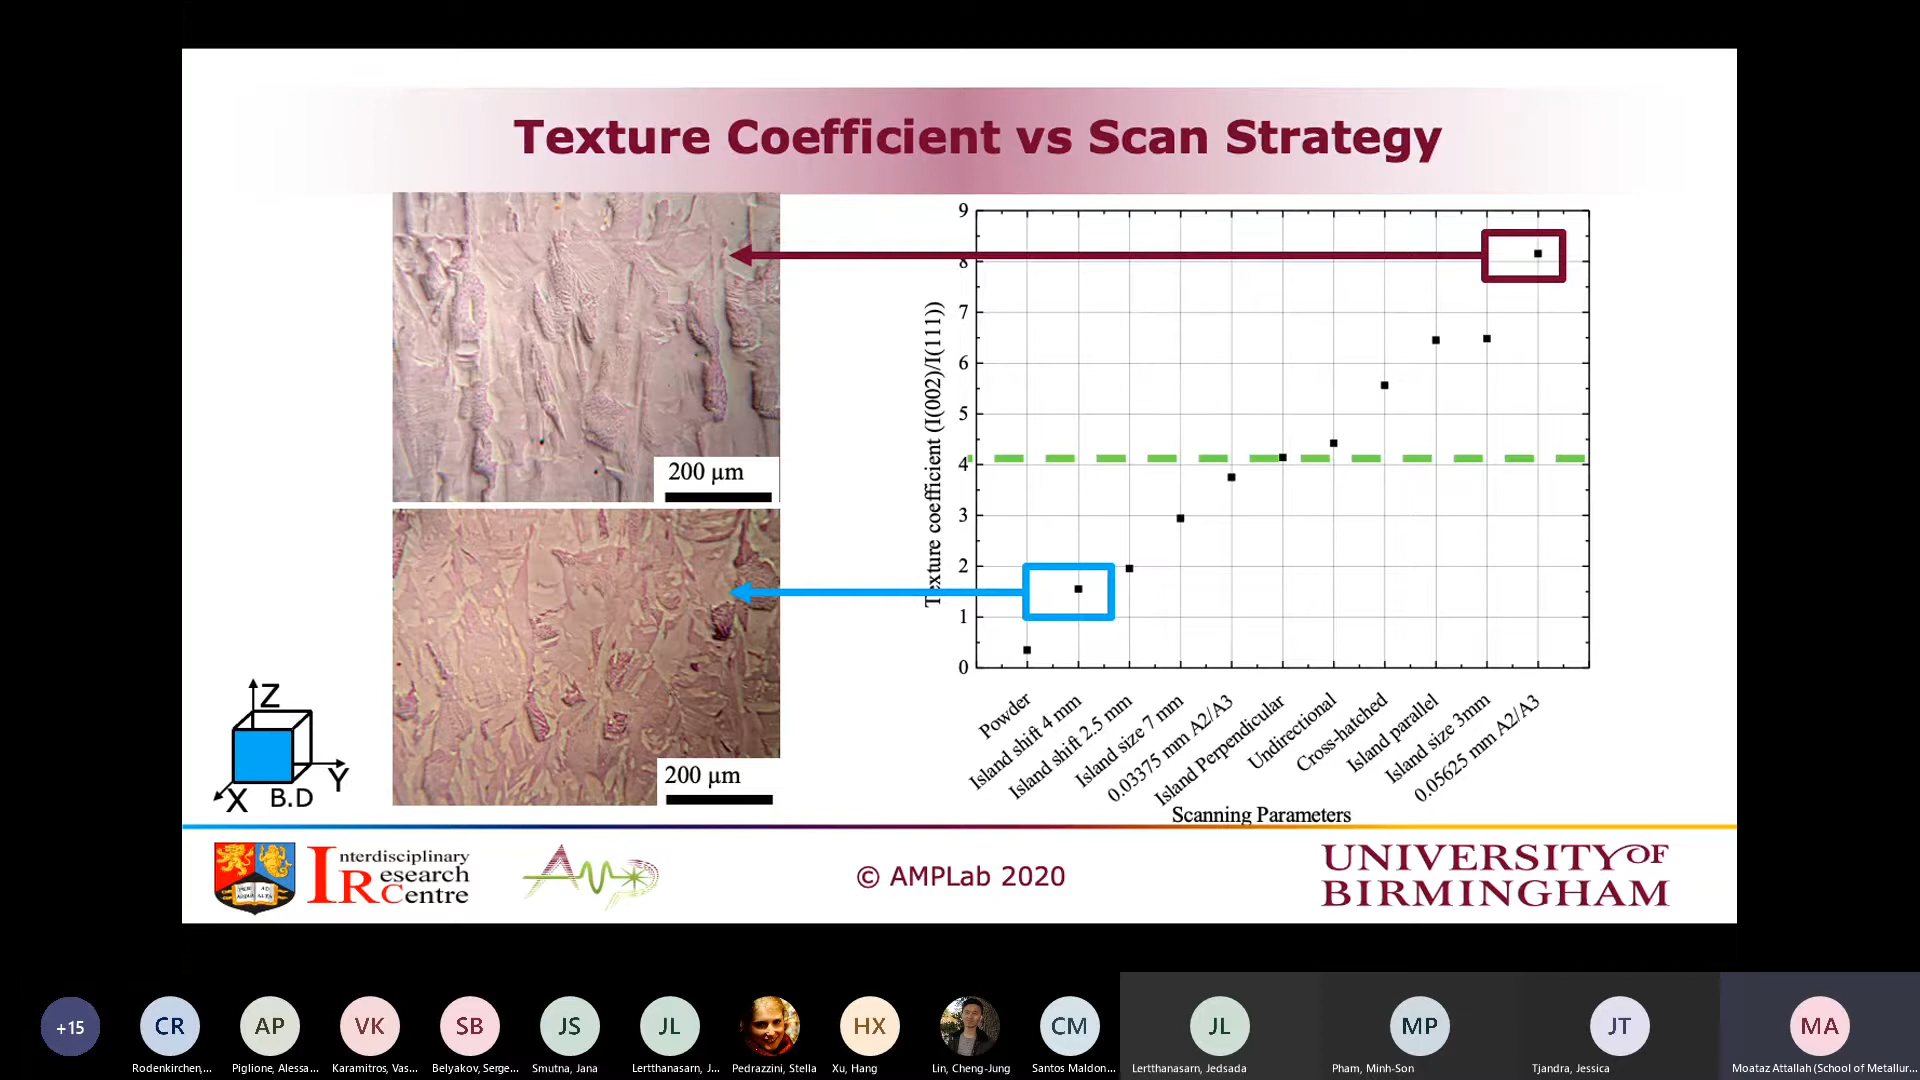 Texture Coefficient vs Scan Strategy
200 µm
200 µm
Z
Y
X
B.D
Texture coefficient (I(002)/I(111))
9
8
7
6
5
4
3
2
1
0
Powder
Island shift 4 mm
Island shift 2.5 mm
Island size 7 mm
0.03375 mm A2/A3
Island Perpendicular
Undirectional
Cross-hatched
Island parallel
Island size 3mm
0.05625 mm A2/A3
Scanning Parameters
Interdisciplinary
Research
Centre
AMP
© AMPLab 2020
UNIVERSITY OF
BIRMINGHAM
+15
CR
AP
VK
SB
JS
JL
HX
CM
JL
MP
JT
MA
Rodenkirchen,...
Piglione, Alessa...
Karamitros, Vas...
Belyakov, Serge...
Smutna, Jana
Lertthanasarn, J...
Pedrazzini, Stella
Xu, Hang
Lin, Cheng-Jung
Santos Maldon...
Lertthanasarn, Jedsada
Pham, Minh-Son
Tjandra, Jessica
Moataz Attallah (School of Metallur...